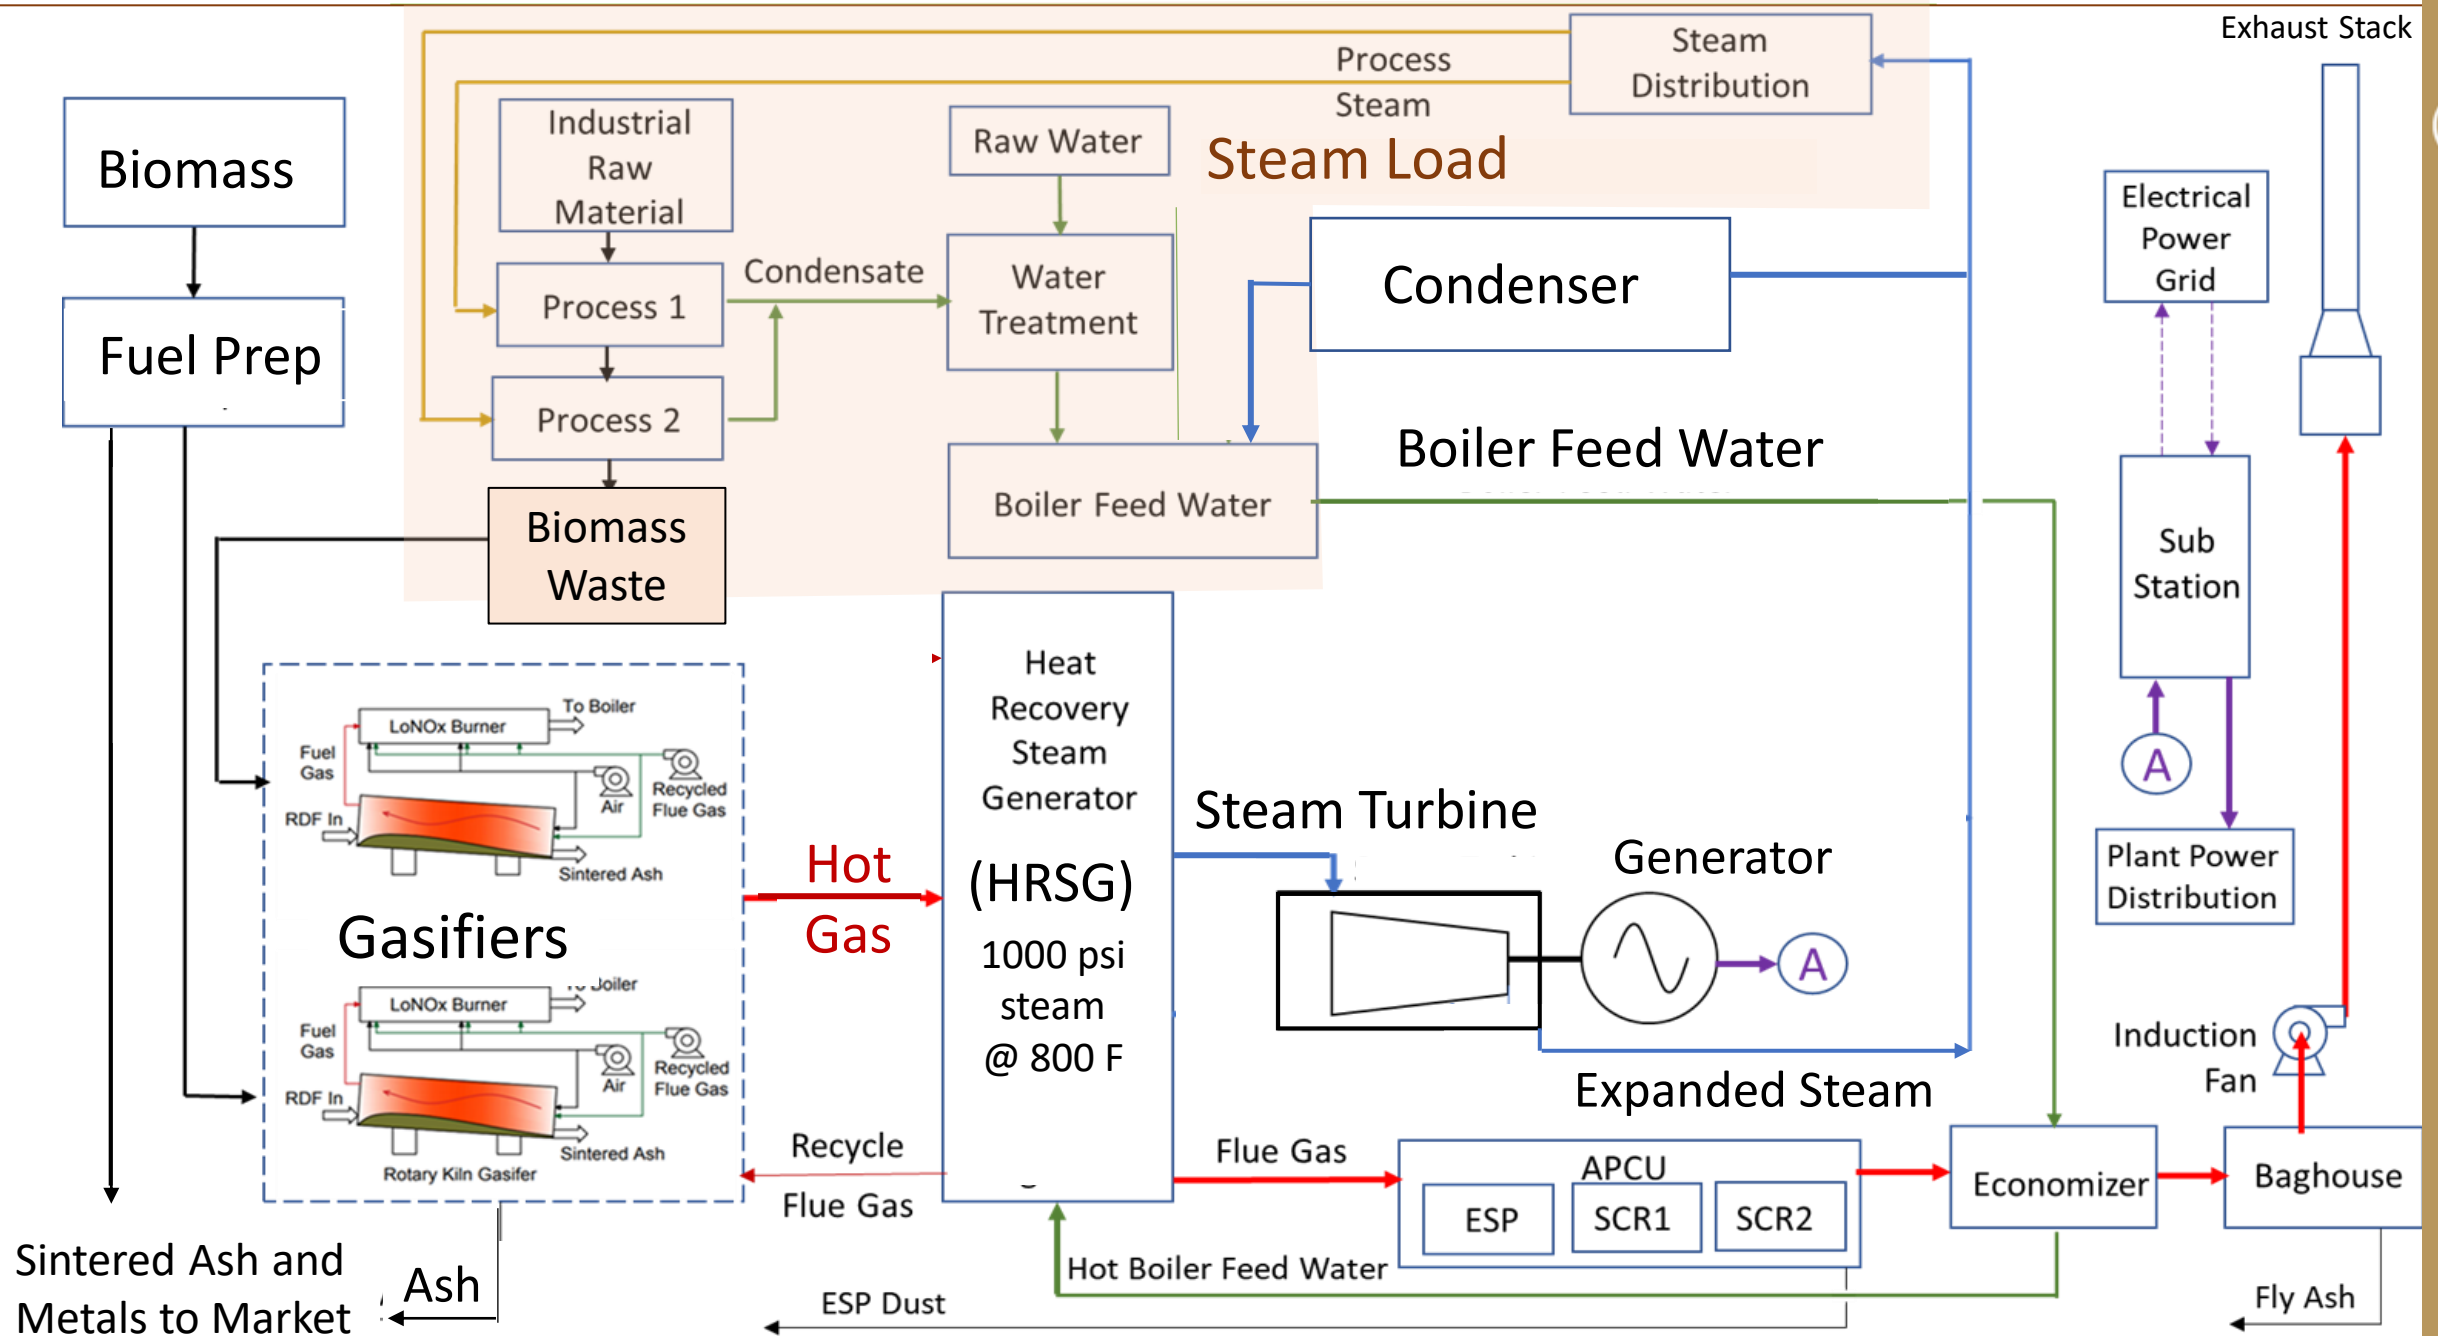 Exhaust Stack
Steam
Distribution
Process
Steam
Biomass
Industrial
Raw
Material
Raw Water
Steam Load
Electrical
Power
Grid
Condensate
Water
Treatment
Condenser
Process 1
Fuel Prep
Process 2
Boiler Feed Water
Boiler Feed Water
Biomass
Waste
Sub
Station
Heat
Recovery
Steam
Generator
(HRSG)
1000 psi
steam
@ 800 F
To Boiler
LoNOx Burner
Fuel
Gas
Air
Recycled
Flue Gas
RDF In
Sintered Ash
Gasifiers
Hot
Gas
Steam Turbine
Generator
A
A
Plant Power
Distribution
Boiler
LoNOx Burner
Fuel
Gas
Air
Recycled
Flue Gas
RDF In
Sintered Ash
Rotary Kiln Gasifer
Induction
Fan
Expanded Steam
Recycle
Flue Gas
Flue Gas
APCU
ESP
SCR1
SCR2
Economizer
Baghouse
Sintered Ash and
Metals to Market
Ash
Hot Boiler Feed Water
ESP Dust
Fly Ash